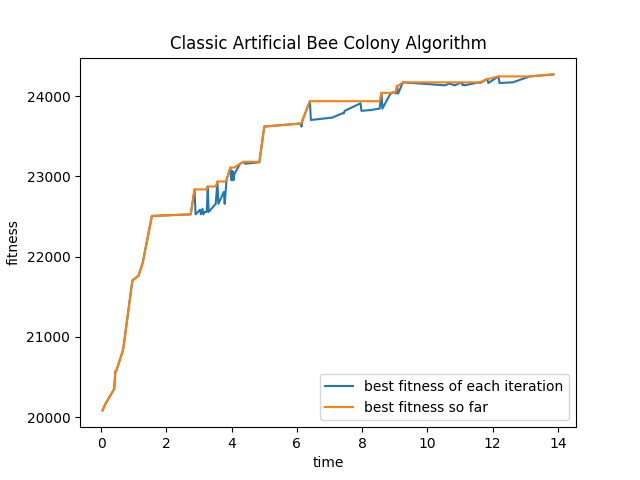 Classic Artificial Bee Colony Algorithm
fitness
24000
23000
22000
21000
20000
best fitness of each iteration
best fitness so far
0 2 4 6 8 10 12 14
time